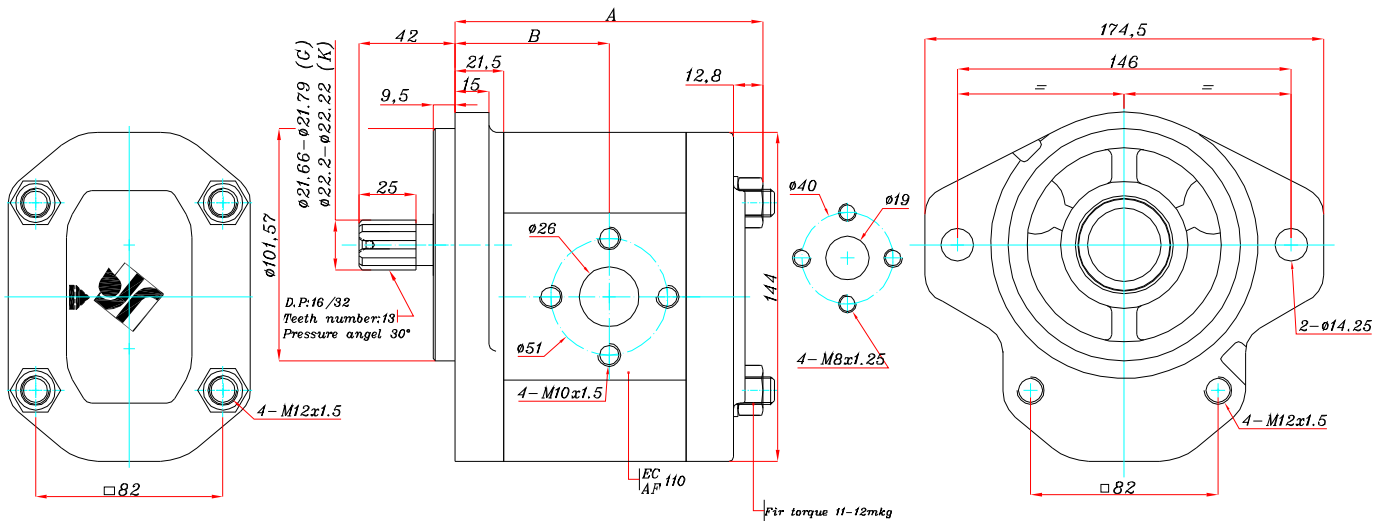 A
42
B
174,5
146
21,5
12,8
15
=
=
9,5
ø21.66-ø21.79 (G)
ø22.2-ø22.22 (K)
25
ø40
ø19
ø26
ø101,57
144
D.P:16/32
Teeth number:13
Pressure angel 30°
ø51
2-ø14.25
4-M8x1.25
4-M10x1.5
4-M12x1.5
4-M12x1.5
EC
AF 110
□82
□82
Fir torque 11-12mkg